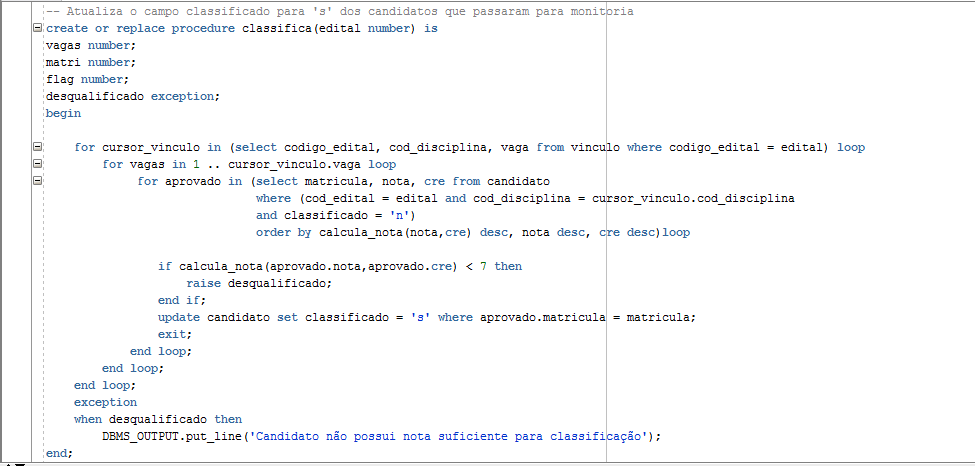 -- Atualiza o campo classificado para 's' dos candidatos que passaram para monitoria
create or replace procedure classifica(edital number) is
vagas number;
matri number;
flag number;
desqualificado exception;
begin
for cursor_vinculo in (select codigo_edital, cod_disciplina, vaga from vinculo where codigo_edital = edital) loop
for vagas in 1 .. cursor_vinculo.vaga loop
for aprovado in (select matricula, nota, cre from candidato
where (cod_edital = edital and cod_disciplina = cursor_vinculo.cod_disciplina
and classificado = 'n')
order by calcula_nota(nota,cre) desc, nota desc, cre desc)loop
if calcula_nota(aprovado.nota,aprovado.cre) < 7 then
raise desqualificado;
end if;
update candidato set classificado = 's' where aprovado.matricula = matricula;
exit;
end loop;
end loop;
end loop;
exception
when desqualificado then
DBMS_OUTPUT.put_line('Candidato não possui nota suficiente para classificação');
end;